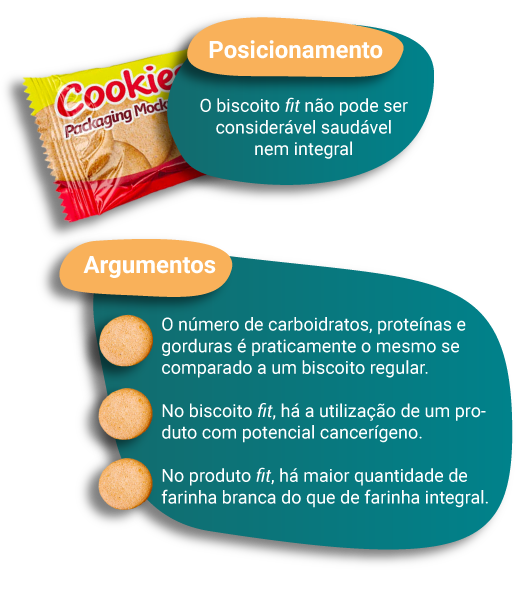 Posicionamento
Cookies
Packaging Mock
O biscoito fit não pode ser
considerável saudável
nem integral
Argumentos
O número de carboidratos, proteínas e
gorduras é praticamente o mesmo se
comparado a um biscoito regular.
No biscoito fit, há a utilização de um pro-
duto com potencial cancerígeno.
No produto fit, há maior quantidade de
farinha branca do que de farinha integral.